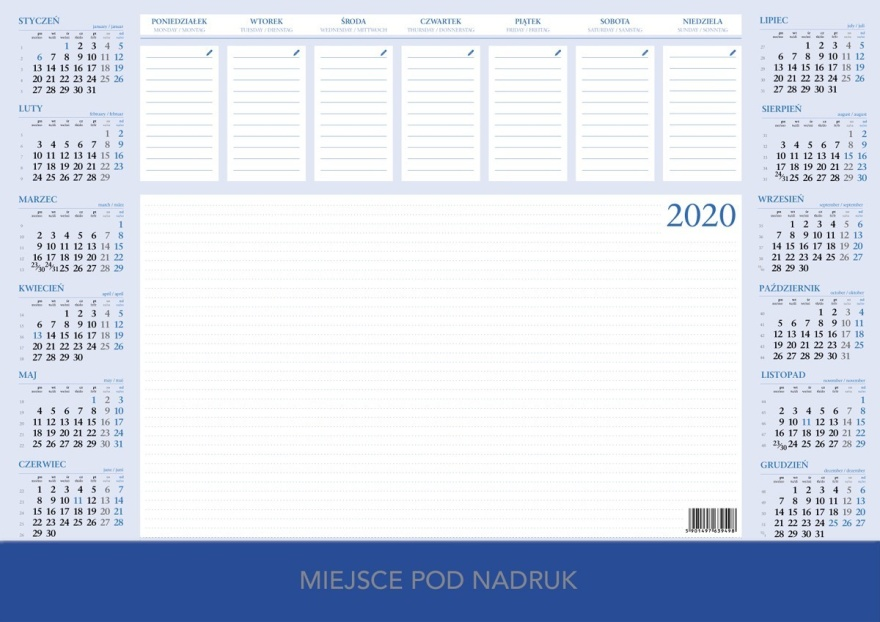 STYCZEŃ
january / januar
1 2 3 4 5
6 7 8 9 10 11 12
13 14 15 16 17 18 19
20 21 22 23 24 25 26
27 28 29 30 31
LUTY
february / februar
1 2
3 4 5 6 7 8 9
10 11 12 13 14 15 16
17 18 19 20 21 22 23
24 25 26 27 28 29
MARZEC
march / märz
1
2 3 4 5 6 7 8
9 10 11 12 13 14 15
16 17 18 19 20 21 22
23/30 24/31 25 26 27 28 29
KWIECIEŃ
april / april
1 2 3 4 5
6 7 8 9 10 11 12
13 14 15 16 17 18 19
20 21 22 23 24 25 26
27 28 29 30
MAJ
may / mai
1 2 3
4 5 6 7 8 9 10
11 12 13 14 15 16 17
18 19 20 21 22 23 24
25 26 27 28 29 30 31
CZERWIEC
june / juni
1 2 3 4 5 6 7
8 9 10 11 12 13 14
15 16 17 18 19 20 21
22 23 24 25 26 27 28
29 30
PONIEDZIAŁEK WTOREK ŚRODA CZWARTEK PIĄTEK SOBOTA NIEDZIELA
MONDAY / MONTAG TUESDAY / DIENSTAG WEDNESDAY / MITTWOCH THURSDAY / DONNERSTAG FRIDAY / FREITAG SATURDAY / SAMSTAG SUNDAY / SONNTAG
2020
5 901497 639498
LIPIEC
july / juli
1 2 3 4 5
6 7 8 9 10 11 12
13 14 15 16 17 18 19
20 21 22 23 24 25 26
27 28 29 30 31
SIERPIEŃ
august / august
1 2
3 4 5 6 7 8 9
10 11 12 13 14 15 16
17 18 19 20 21 22 23
24/31 25 26 27 28 29 30
WRZESIEŃ
september / september
1 2 3 4 5 6
7 8 9 10 11 12 13
14 15 16 17 18 19 20
21 22 23 24 25 26 27
28 29 30
PAŹDZIERNIK
october / oktober
1 2 3 4
5 6 7 8 9 10 11
12 13 14 15 16 17 18
19 20 21 22 23 24 25
26 27 28 29 30 31
LISTOPAD
november / november
1
2 3 4 5 6 7 8
9 10 11 12 13 14 15
16 17 18 19 20 21 22
23/30 24 25 26 27 28 29
GRUDZIEŃ
december / dezember
1 2 3 4 5 6
7 8 9 10 11 12 13
14 15 16 17 18 19 20
21 22 23 24 25 26 27
28 29 30 31
MIEJSCE POD NADRUK